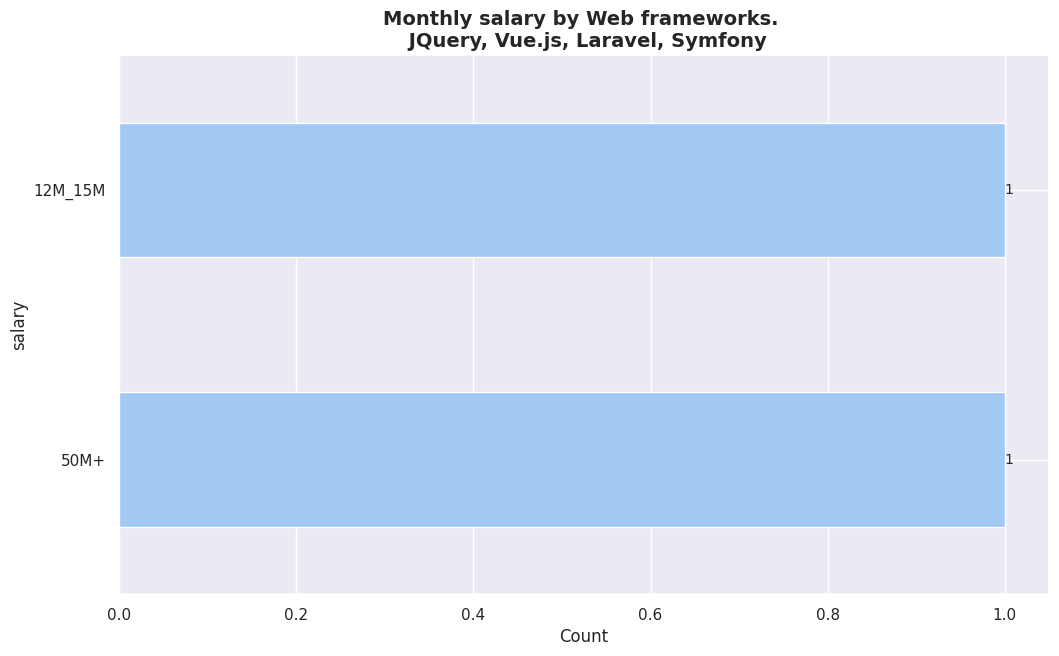 Monthly salary by Web frameworks.
JQuery, Vue.js, Laravel, Symfony
12M_15M
1
salary
50M+
1
0.0 0.2 0.4 0.6 0.8 1.0
Count